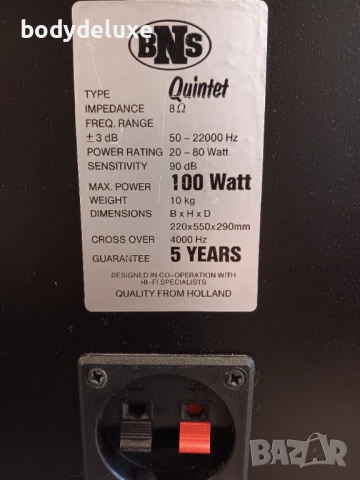 bodydeluxe
BNS
TYPE Quintet
IMPEDANCE 8Ω
FREQ. RANGE
± 3 dB 50 – 22000 Hz
POWER RATING 20 – 80 Watt
SENSITIVITY 90 dB
MAX. POWER 100 Watt
WEIGHT 10 kg
DIMENSIONS B x H x D
220x550x290mm
CROSS OVER 4000 Hz
GUARANTEE 5 YEARS
DESIGNED IN CO-OPERATION WITH
HI-FI SPECIALISTS
QUALITY FROM HOLLAND
BAZAR